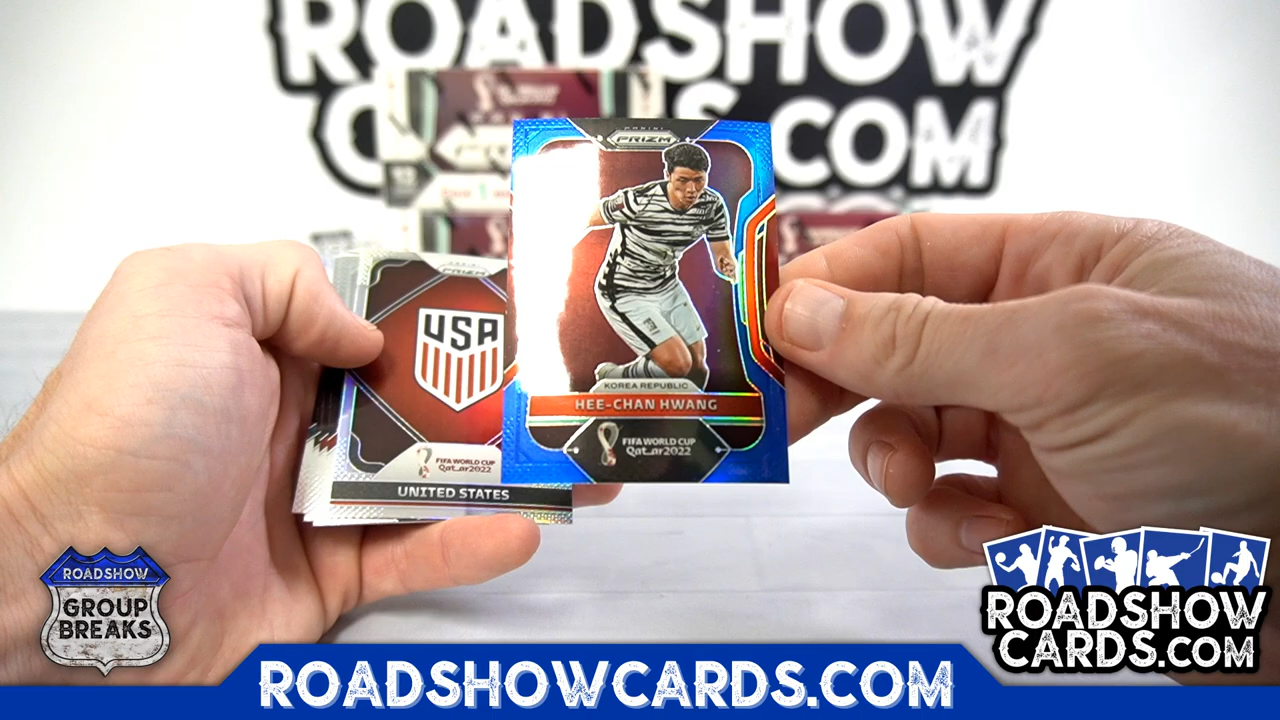 ROADSHOW
CARDS.COM
PANINI
PRIZM
KOREA REPUBLIC
HEE-CHAN HWANG
FIFA WORLD CUP
Qatar2022
PRIZM
USA
FIFA WORLD CUP
Qatar2022
UNITED STATES
ROADSHOW
GROUP
BREAKS
ROADSHOW
CARDS.COM
ROADSHOWCARDS.COM